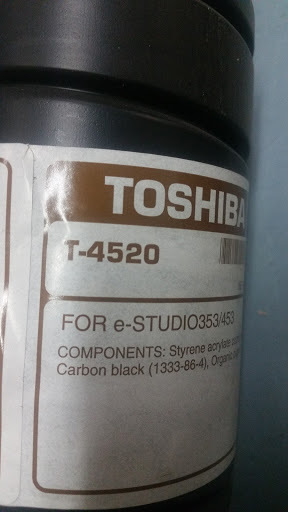 TOSHIBA
T-4520
FOR e-STUDIO353/453
COMPONENTS: Styrene acrylate
Carbon black (1333-86-4), Organic